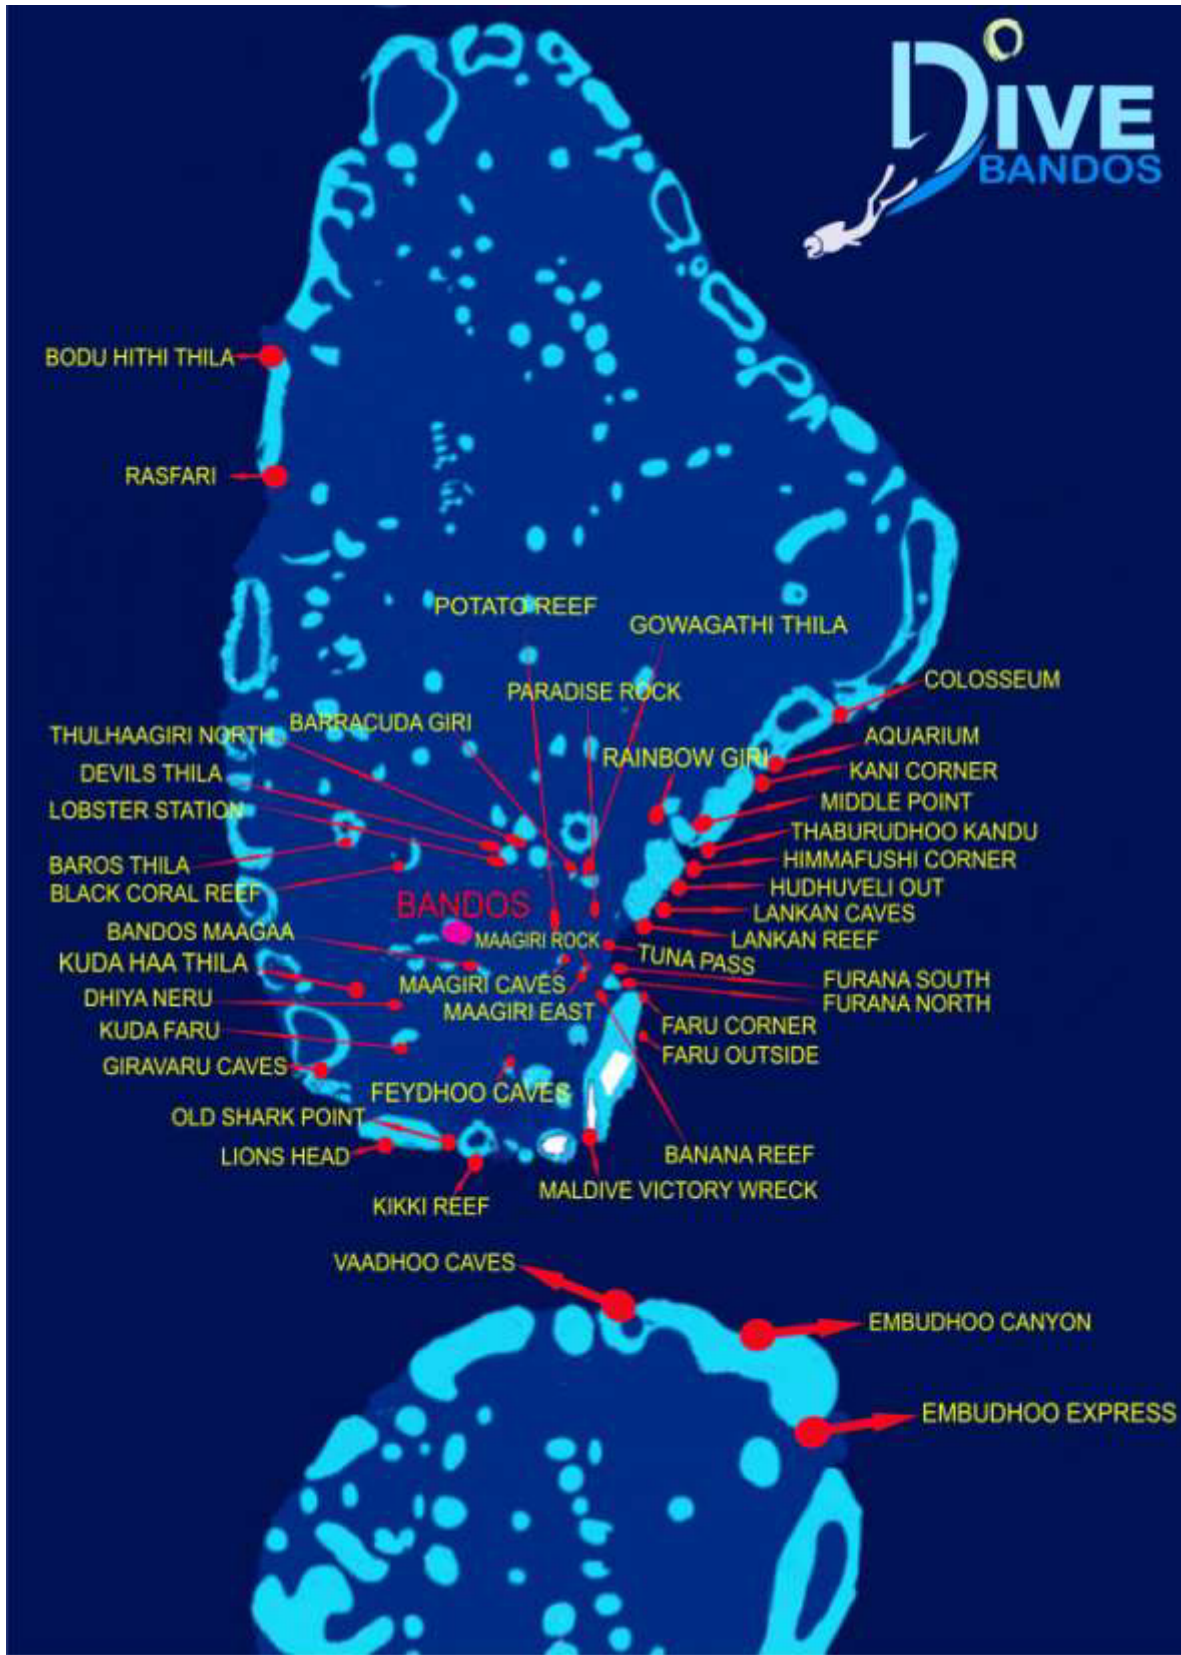 DIVE
BANDOS
BODU HITHI THILA
RASFARI
POTATO REEF
GOWAGATHI THILA
COLOSSEUM
PARADISE ROCK
BARRACUDA GIRI
THULHAAGIRI NORTH
AQUARIUM
RAINBOW GIRI
KANI CORNER
DEVILS THILA
MIDDLE POINT
LOBSTER STATION
THABURUDHOO KANDU
HIMMAFUSHI CORNER
BAROS THILA
HUDHUVELI OUT
BLACK CORAL REEF
BANDOS
LANKAN CAVES
BANDOS MAAGAA
MAAGIRI ROCK
LANKAN REEF
KUDA HAA THILA
TUNA PASS
MAAGIRI CAVES
FURANA SOUTH
DHIYA NERU
FURANA NORTH
MAAGIRI EAST
FARU CORNER
KUDA FARU
FARU OUTSIDE
GIRAVARU CAVES
FEYDHOO CAVES
OLD SHARK POINT
LIONS HEAD
BANANA REEF
MALDIVE VICTORY WRECK
KIKKI REEF
VAADHOO CAVES
EMBUDHOO CANYON
EMBUDHOO EXPRESS